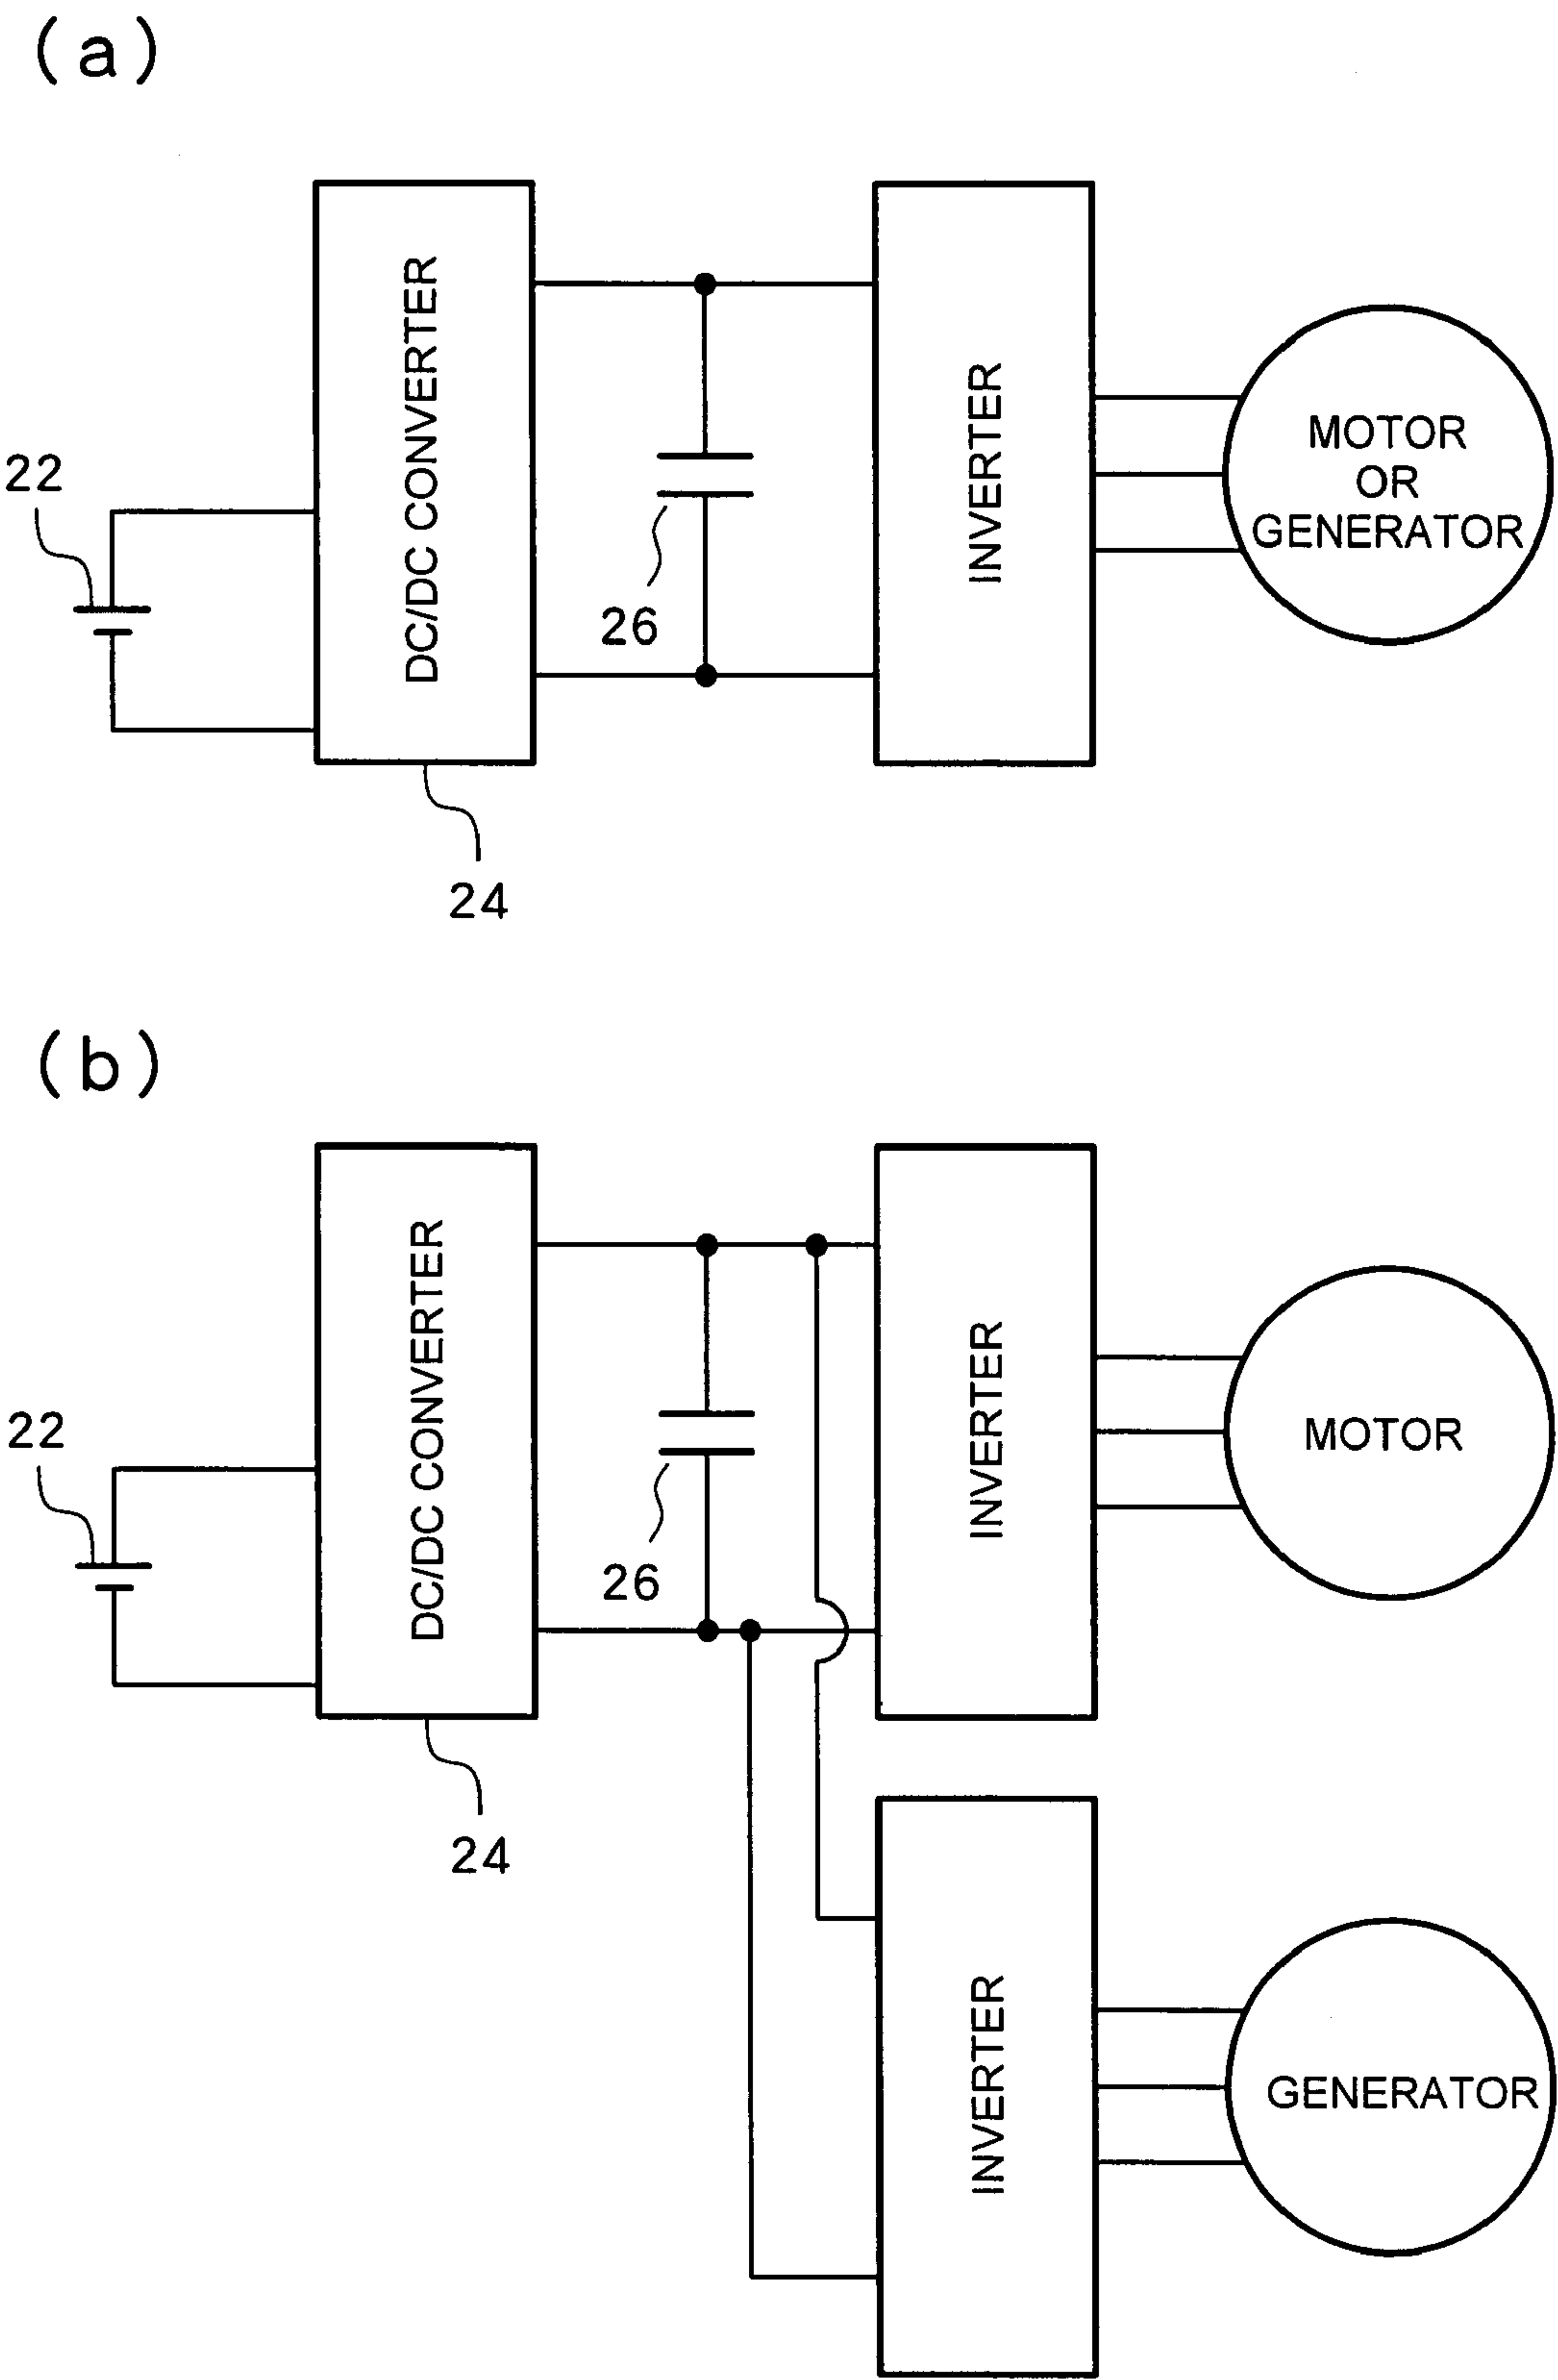 (a)
DC/DC CONVERTER
INVERTER
MOTOR
OR
GENERATOR
22
26
24
(b)
DC/DC CONVERTER
INVERTER
MOTOR
22
26
24
INVERTER
GENERATOR